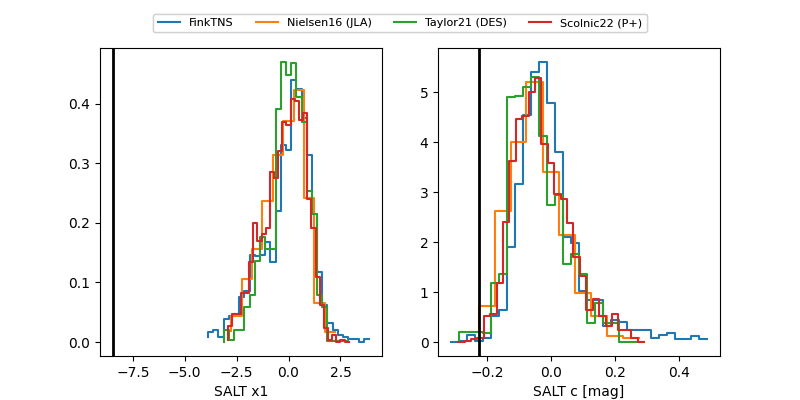 FinkTNS Nielsen16 (JLA) Taylor21 (DES) Scolnic22 (P+)
0.4
0.3
0.2
0.1
0.0
−7.5 −5.0 −2.5 0.0 2.5
SALT x1
5
4
3
2
1
0
−0.2 0.0 0.2 0.4
SALT c [mag]